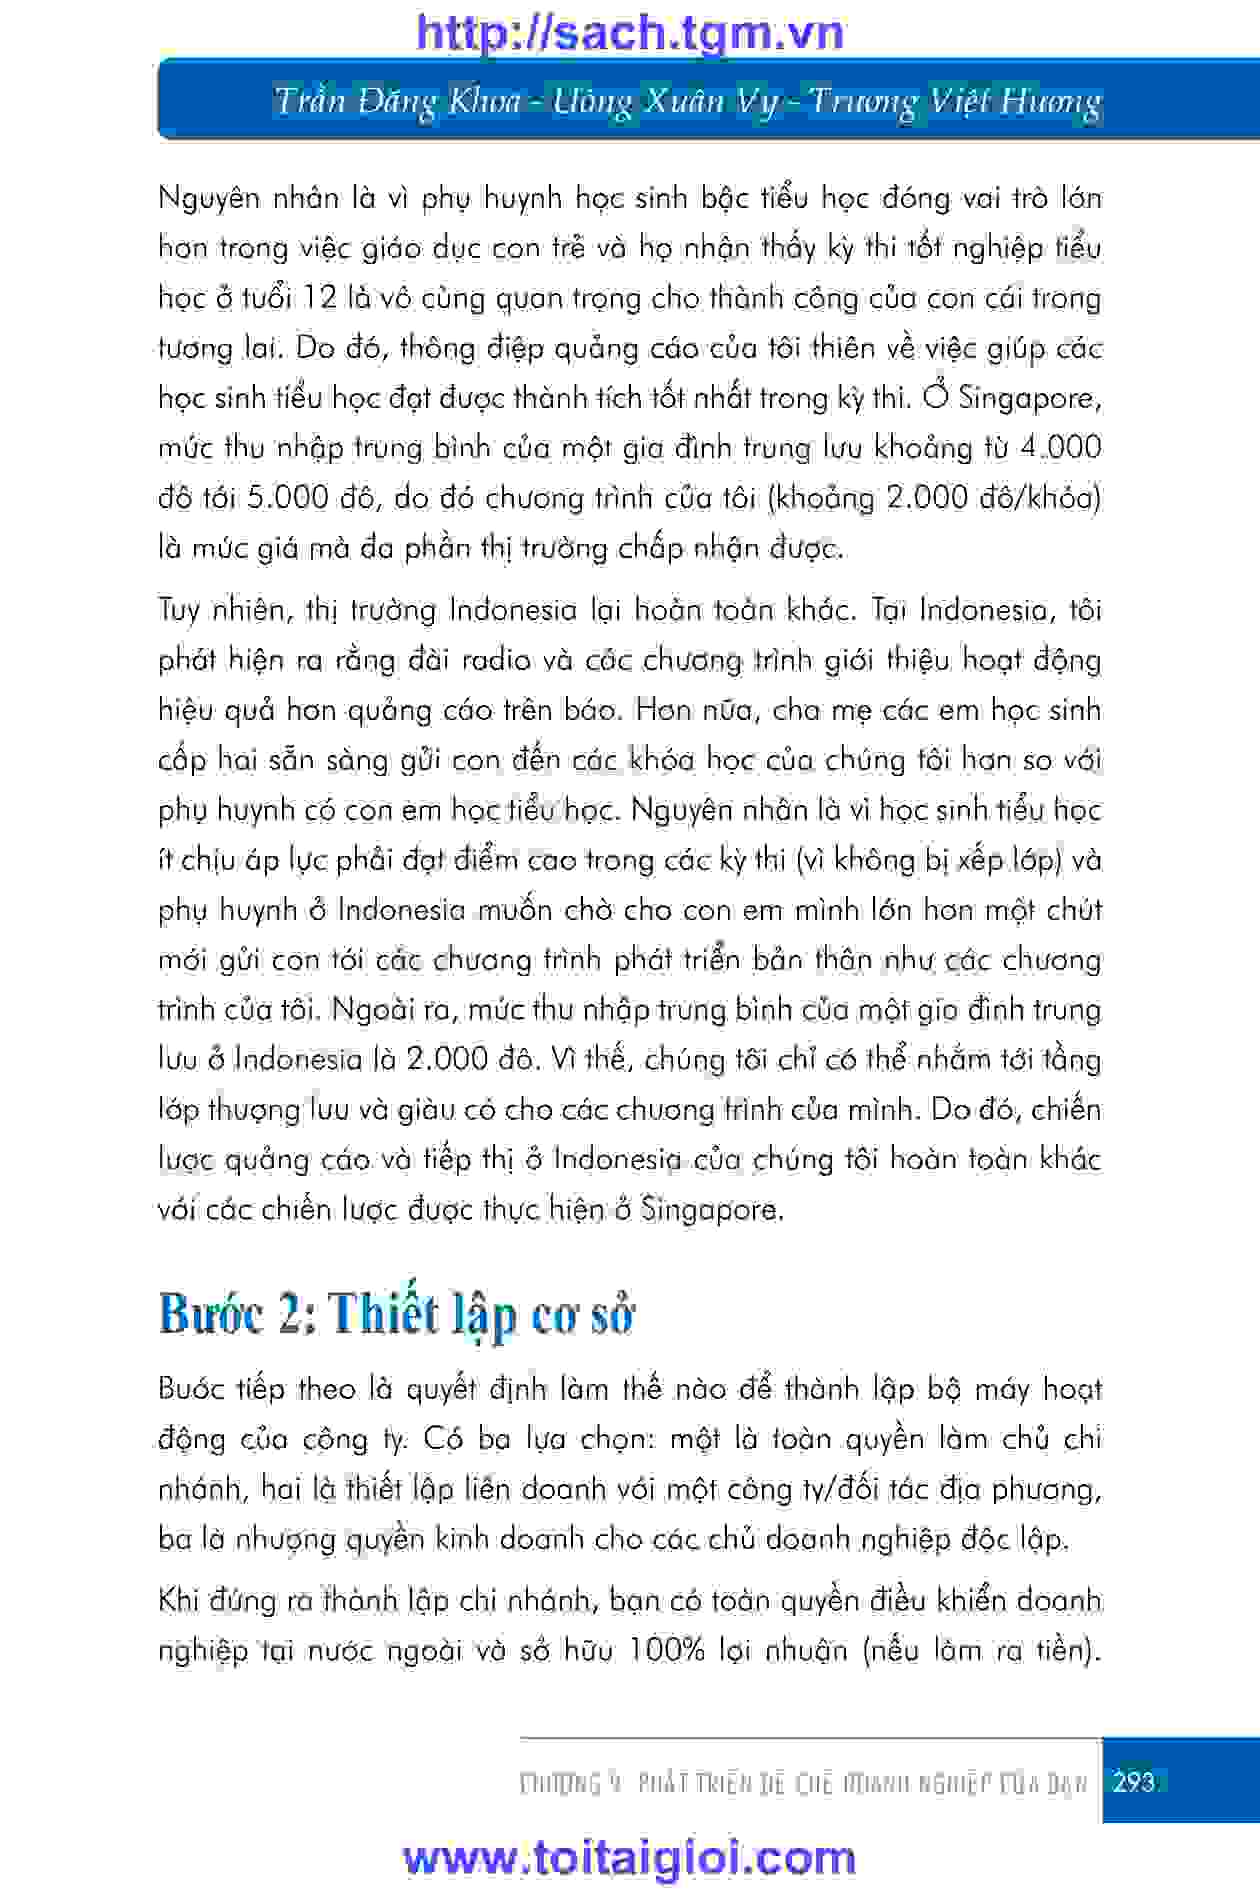 http://sach.tgm.vn
Trần Đăng Khoa - Uông Xuân Vy - Trương Việt Hương
Nguyên nhân là vì phụ huynh học sinh bậc tiểu học đóng vai trò lớn
hơn trong việc giáo dục con trẻ và họ nhận thấy kỳ thi tốt nghiệp tiểu
học ở tuổi 12 là vô cùng quan trọng cho thành công của con cái trong
tương lai. Do đó, thông điệp quảng cáo của tôi thiên về việc giúp các
học sinh tiểu học đạt được thành tích tốt nhất trong kỳ thi. Ở Singapore,
mức thu nhập trung bình của một gia đình trung lưu khoảng từ 4.000
đô tới 5.000 đô, do đó chương trình của tôi (khoảng 2.000 đô/khóa)
là mức giá mà đa phần thị trường chấp nhận được.
Tuy nhiên, thị trường Indonesia lại hoàn toàn khác. Tại Indonesia, tôi
phát hiện ra rằng đài radio và các chương trình giới thiệu hoạt động
hiệu quả hơn quảng cáo trên báo. Hơn nữa, cha mẹ các em học sinh
cấp hai sẵn sàng gửi con đến các khóa học của chúng tôi hơn so với
phụ huynh có con em học tiểu học. Nguyên nhân là vì học sinh tiểu học
ít chịu áp lực phải đạt điểm cao trong các kỳ thi (vì không bị xếp lớp) và
phụ huynh ở Indonesia muốn chờ cho con em mình lớn hơn một chút
mới gửi con tới các chương trình phát triển bản thân như các chương
trình của tôi. Ngoài ra, mức thu nhập trung bình của một gia đình trung
lưu ở Indonesia là 2.000 đô. Vì thế, chúng tôi chỉ có thể nhắm tới tầng
lớp thượng lưu và giàu có cho các chương trình của mình. Do đó, chiến
lược quảng cáo và tiếp thị ở Indonesia của chúng tôi hoàn toàn khác
với các chiến lược được thực hiện ở Singapore.
Bước 2: Thiết lập cơ sở
Bước tiếp theo là quyết định làm thế nào để thành lập bộ máy hoạt
động của công ty. Có ba lựa chọn: một là toàn quyền làm chủ chi
nhánh, hai là thiết lập liên doanh với một công ty/đối tác địa phương,
ba là nhượng quyền kinh doanh cho các chủ doanh nghiệp độc lập.
Khi đứng ra thành lập chi nhánh, bạn có toàn quyền điều khiển doanh
nghiệp tại nước ngoài và sở hữu 100% lợi nhuận (nếu làm ra tiền).
CHƯƠNG 9: PHÁT TRIỂN ĐẾ CHẾ DOANH NGHIỆP CỦA BẠN 293
www.toitaigioi.com